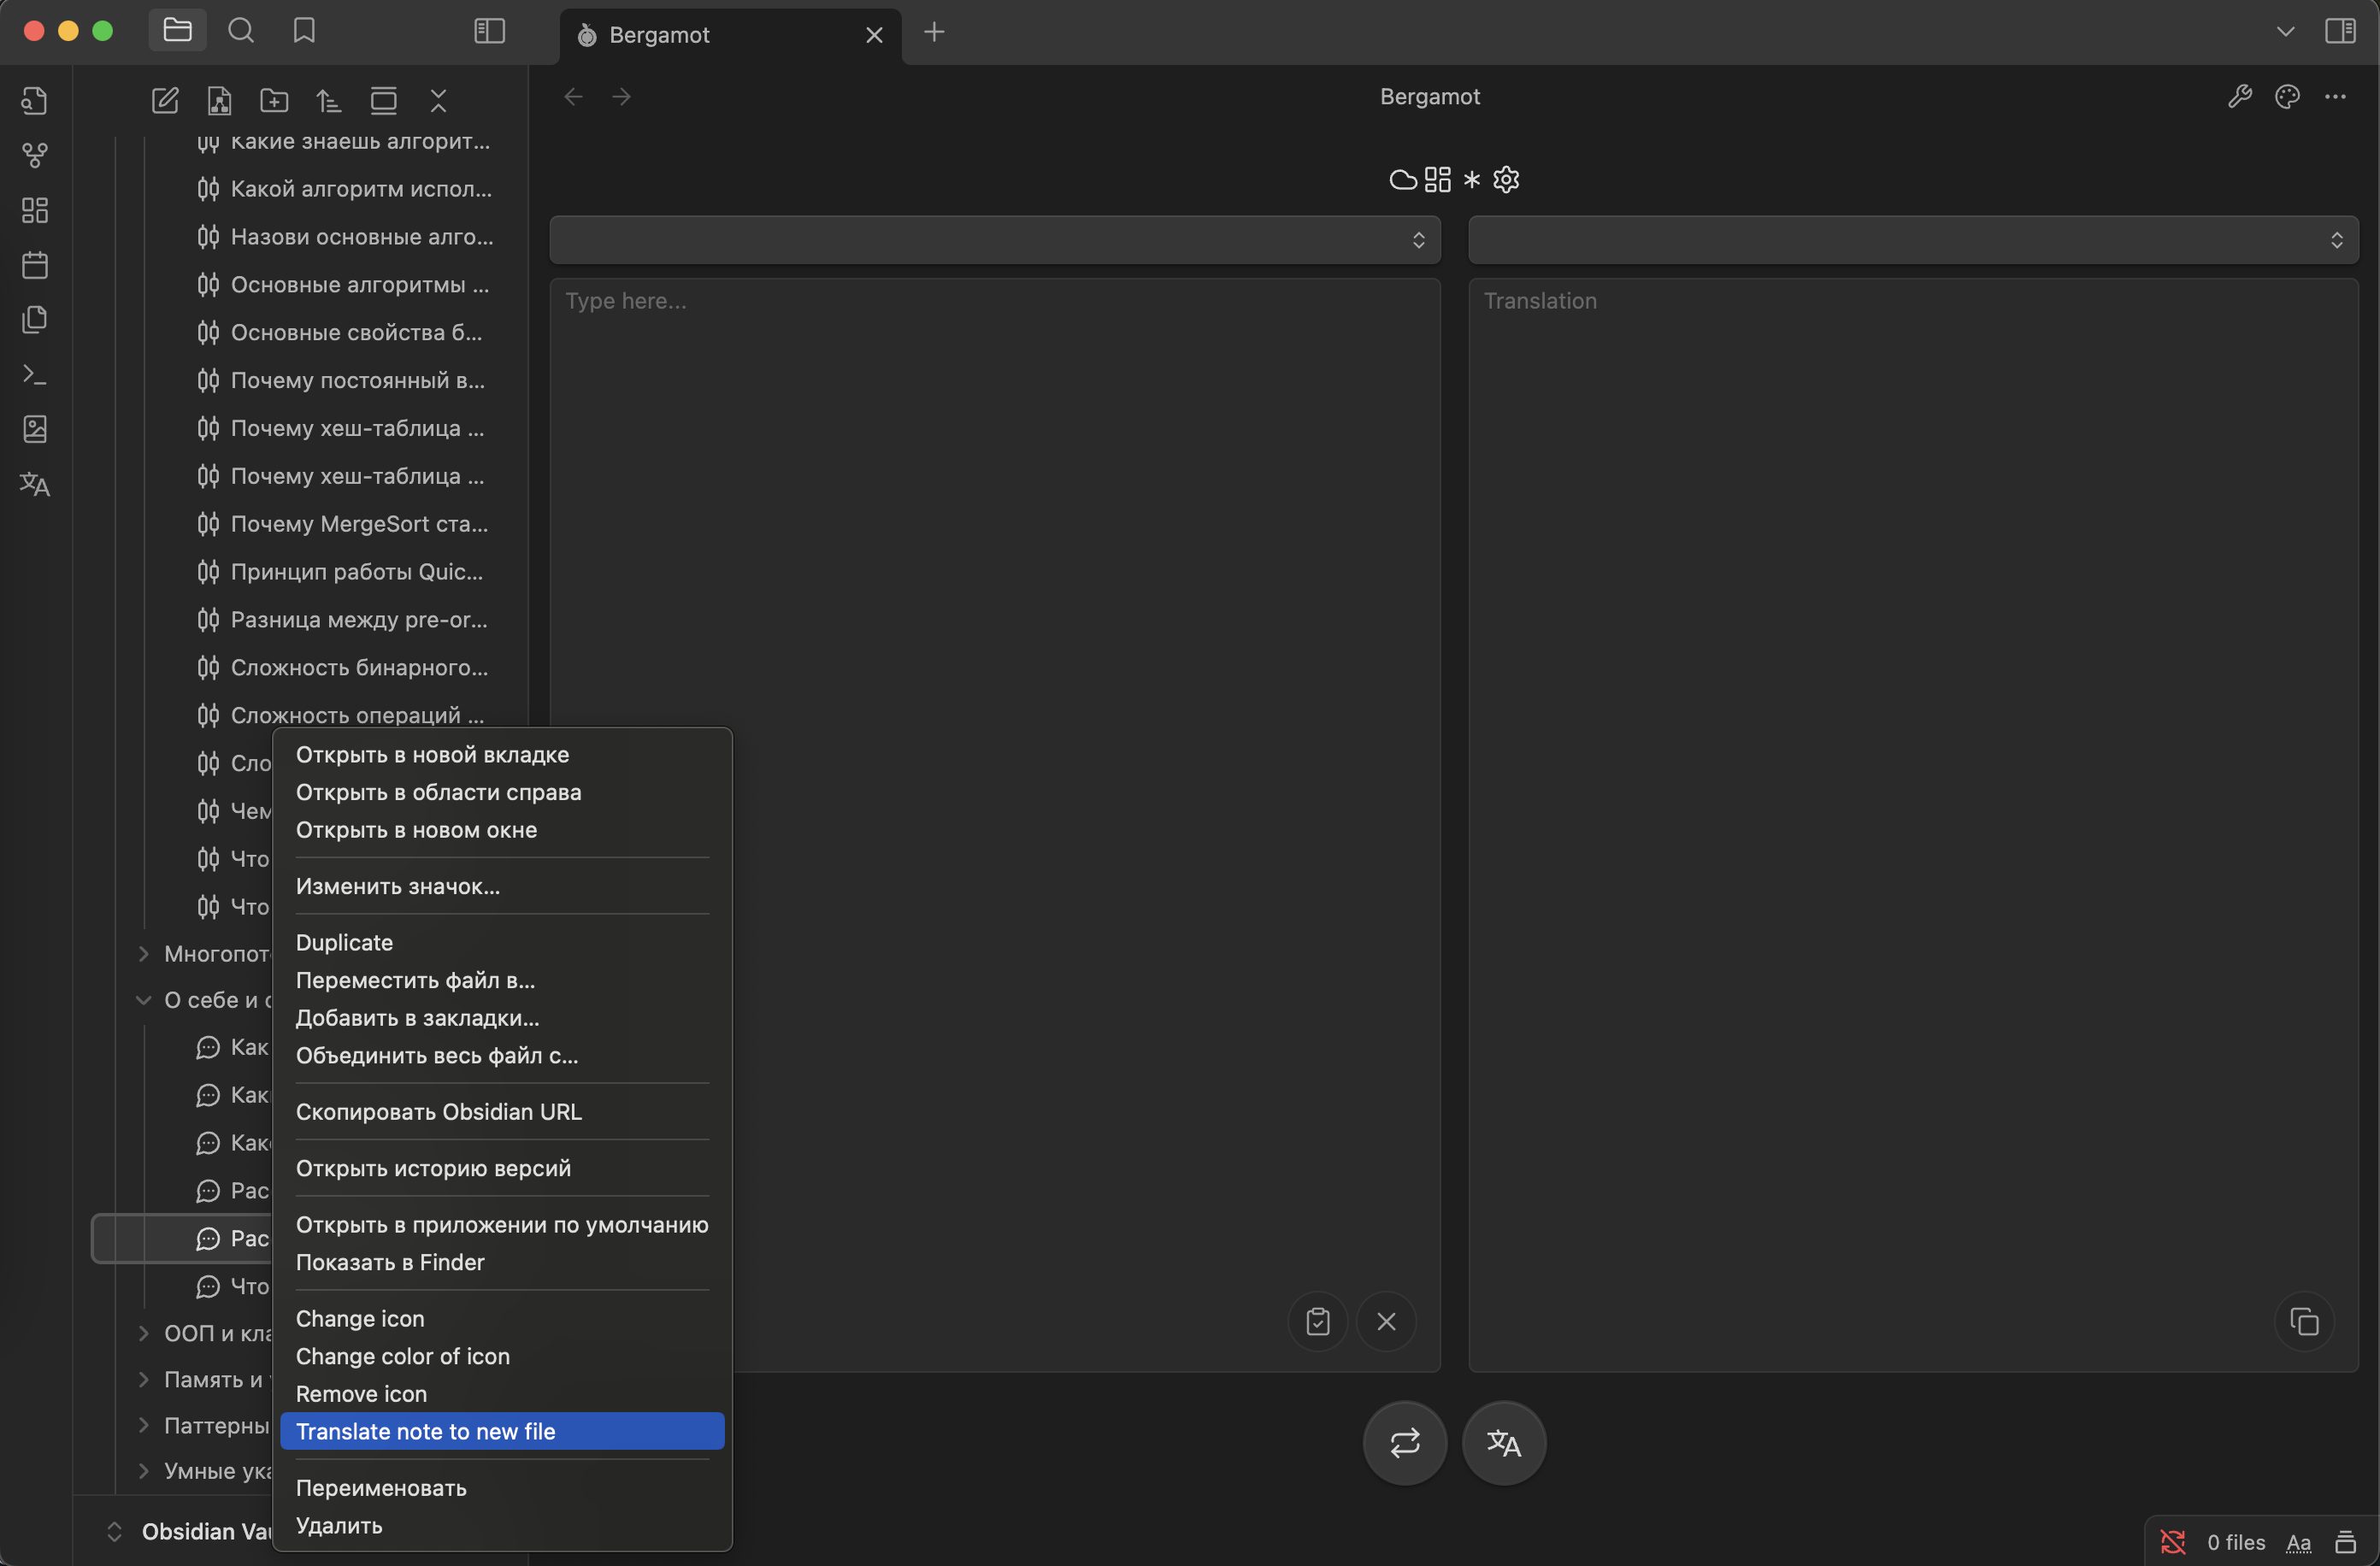 Bergamot
Bergamot
Какие знаешь алгорит...
Какой алгоритм испол...
Назови основные алго...
Основные алгоритмы ...
Основные свойства б...
Почему постоянный в...
Почему хеш-таблица ...
Почему хеш-таблица ...
Почему MergeSort ста...
Принцип работы Quic...
Разница между pre-or...
Сложность бинарного...
Сложность операций ...
Сло
Чем
Что
Что
Многопот
О себе и
Как
Как
Как
Рас
Рас
Что
ООП и кла
Память и
Паттерны
Умные ука
Obsidian Vau
Открыть в новой вкладке
Открыть в области справа
Открыть в новом окне
Изменить значок...
Duplicate
Переместить файл в...
Добавить в закладки...
Объединить весь файл с...
Скопировать Obsidian URL
Открыть историю версий
Открыть в приложении по умолчанию
Показать в Finder
Change icon
Change color of icon
Remove icon
Translate note to new file
Переименовать
Удалить
Type here...
Translation
0 files
Aa